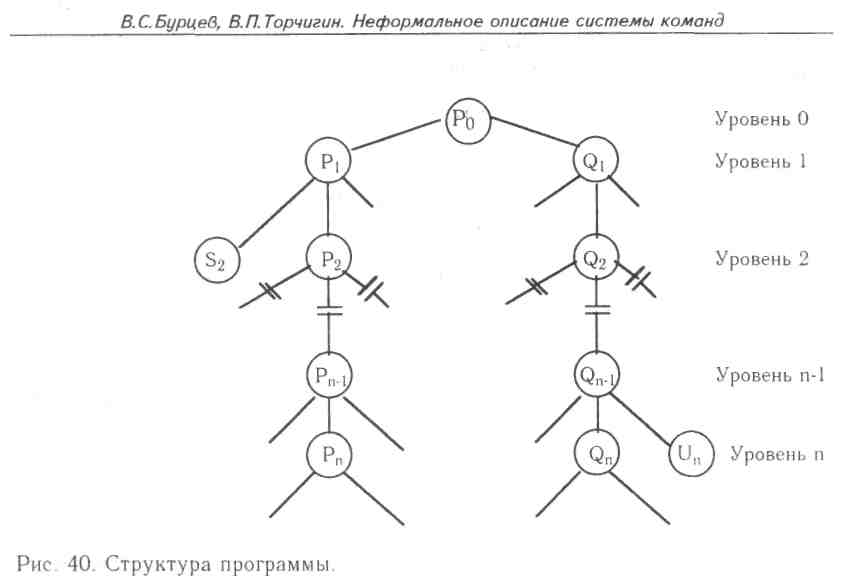 В.С.Бурцев, В.П.Торчигин. Неформальное описание системы команд
P₀ Уровень 0
P₁ Q₁ Уровень 1
S₂ P₂ Q₂ Уровень 2
Pₙ₋₁ Qₙ₋₁ Уровень n-1
Pₙ Qₙ Uₙ Уровень n
Рис. 40. Структура программы.